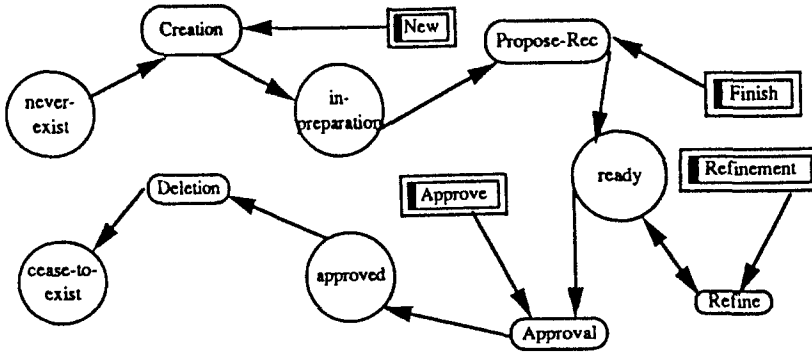 Creation
New
Propose-Rec
never-
exist
in-
preparation
Finish
ready
Refinement
Deletion
Approve
cease-to-
exist
approved
Approval
Refine